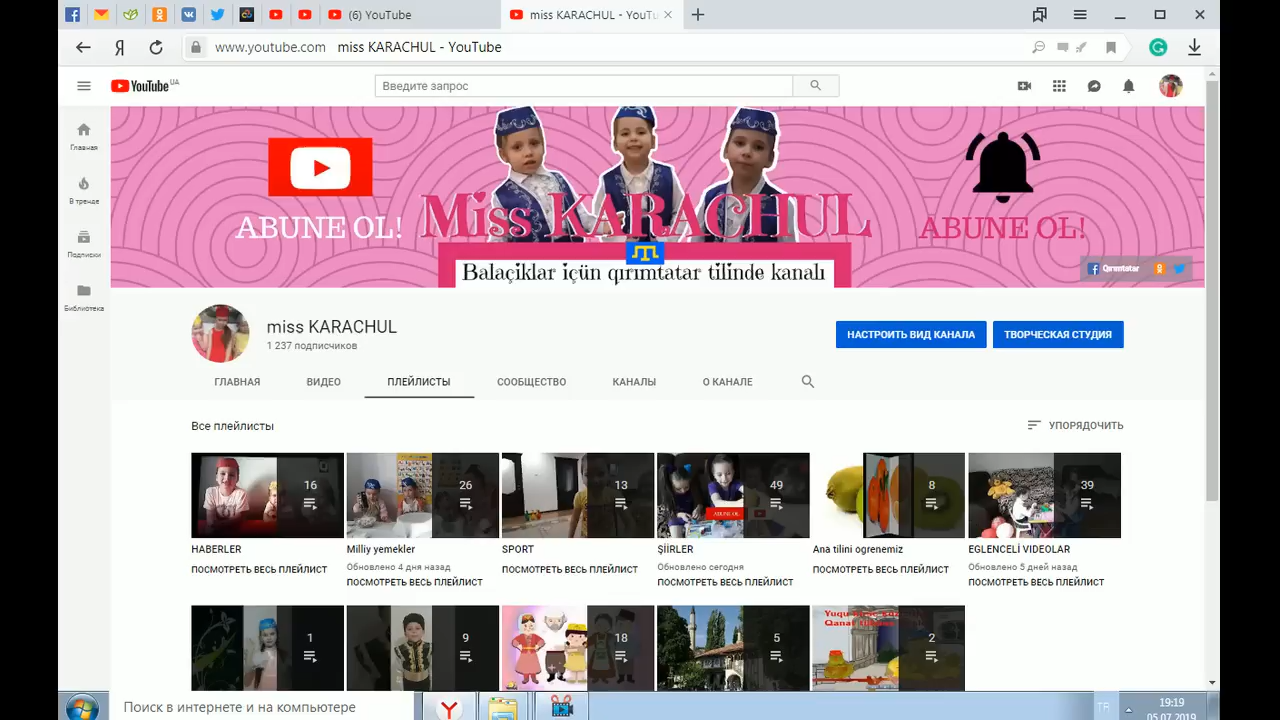 (6) YouTube
miss KARACHUL - YouTu
www.youtube.com miss KARACHUL - YouTube
YouTube UA
Введите запрос
Главная
В тренде
Подписки
Библиотека
ABUNE OL!
Miss KARACHUL
ABUNE OL!
Balaçiklar içün qırımtatar tilinde kanalı
Qırımtatar
miss KARACHUL
1 237 подписчиков
НАСТРОИТЬ ВИД КАНАЛА
ТВОРЧЕСКАЯ СТУДИЯ
ГЛАВНАЯ ВИДЕО ПЛЕЙЛИСТЫ СООБЩЕСТВО КАНАЛЫ О КАНАЛЕ
Все плейлисты
УПОРЯДОЧИТЬ
16 26 13 49 8 39
ABUNE OL
HABERLER
ПОСМОТРЕТЬ ВЕСЬ ПЛЕЙЛИСТ
Milliy yemekler
Обновлено 4 дня назад
ПОСМОТРЕТЬ ВЕСЬ ПЛЕЙЛИСТ
SPORT
ПОСМОТРЕТЬ ВЕСЬ ПЛЕЙЛИСТ
ŞİİRLER
Обновлено сегодня
ПОСМОТРЕТЬ ВЕСЬ ПЛЕЙЛИСТ
Ana tilini ogrenemiz
ПОСМОТРЕТЬ ВЕСЬ ПЛЕЙЛИСТ
EGLENCELİ VIDEOLAR
Обновлено 5 дней назад
ПОСМОТРЕТЬ ВЕСЬ ПЛЕЙЛИСТ
1 9 18 5 2
Поиск в интернете и на компьютере
TR
19:19
05.07.2019